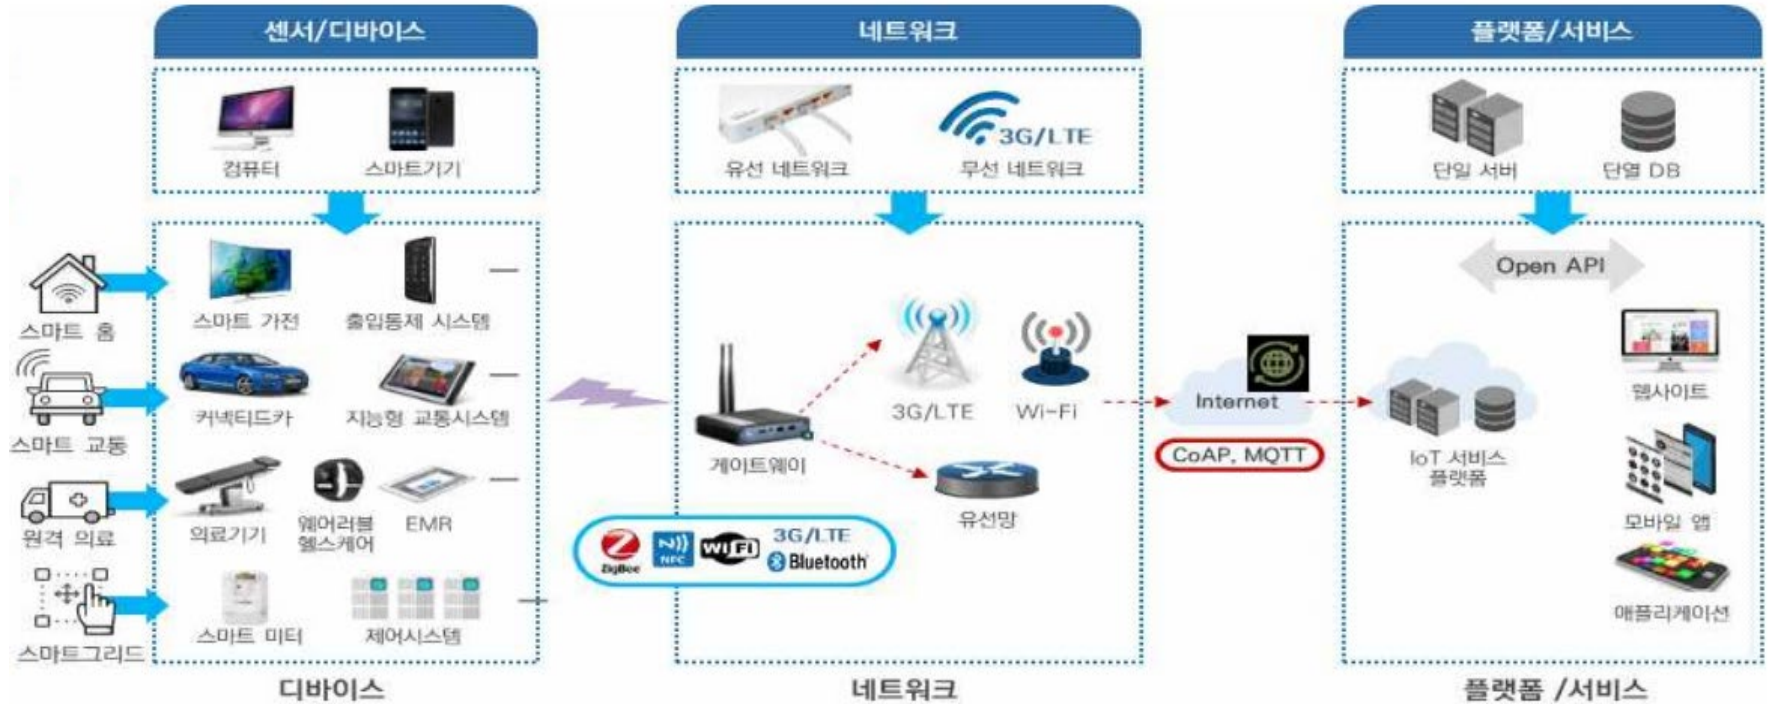 센서/디바이스
네트워크
플랫폼/서비스
컴퓨터
스마트기기
유선 네트워크
3G/LTE
무선 네트워크
단일 서버
단열 DB
스마트 홈
스마트 교통
원격 의료
스마트그리드
스마트 가전
출입통제 시스템
커넥티드카
지능형 교통시스템
의료기기
웨어러블
헬스케어
EMR
스마트 미터
제어시스템
게이트웨이
3G/LTE
Wi-Fi
유선망
ZigBee
NFC
WiFi
3G/LTE
Bluetooth
Internet
CoAP, MQTT
Open API
IoT 서비스
플랫폼
웹사이트
모바일 앱
애플리케이션
디바이스
네트워크
플랫폼 /서비스